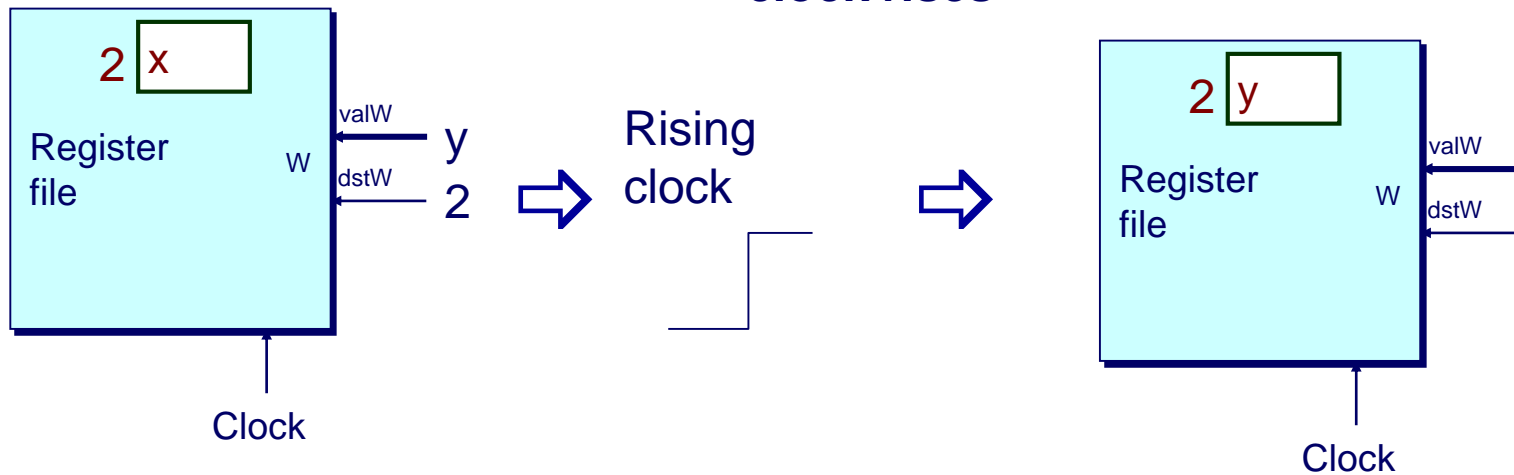 2 x
Register
file
W
valW
y
dstW
2
Clock
Rising
clock
2 y
Register
file
W
valW
dstW
Clock